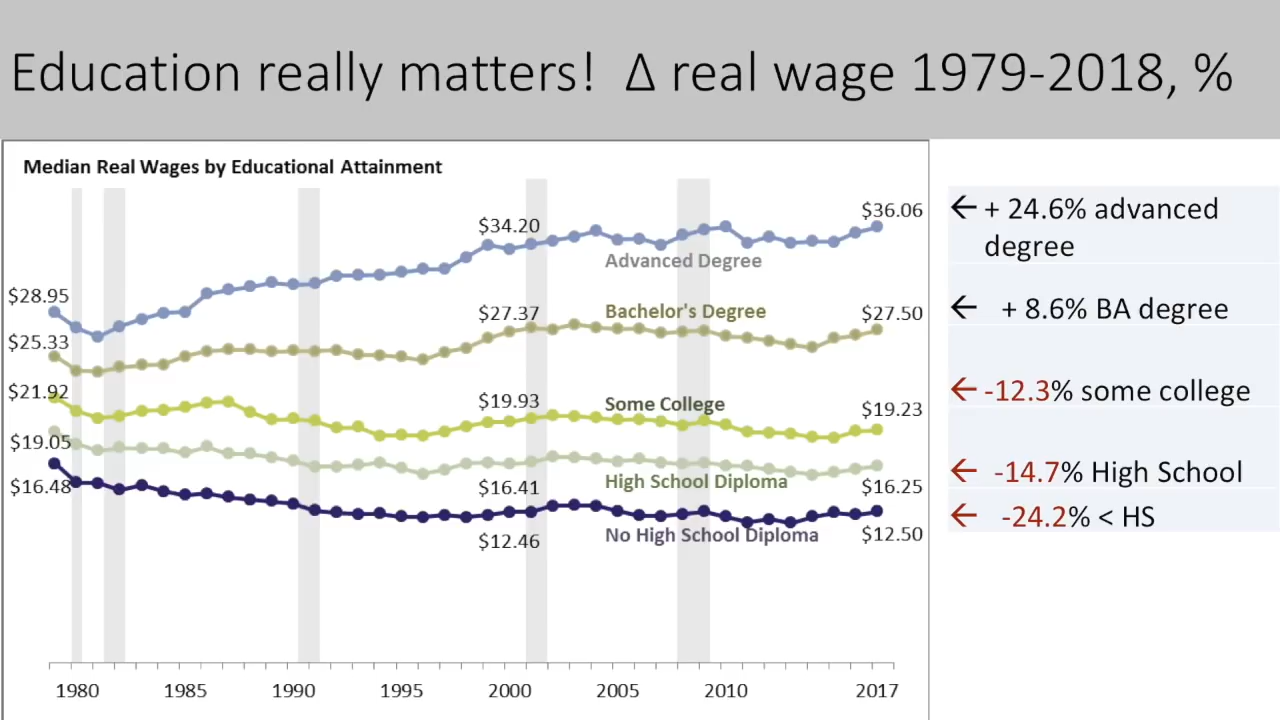 Education really matters! Δ real wage 1979-2018, %
Median Real Wages by Educational Attainment
$28.95
$25.33
$21.92
$19.05
$16.48
$34.20
$27.37
$19.93
$16.41
$12.46
Advanced Degree
Bachelor's Degree
Some College
High School Diploma
No High School Diploma
$36.06
$27.50
$19.23
$16.25
$12.50
1980
1985
1990
1995
2000
2005
2010
2017
← + 24.6% advanced
degree
← + 8.6% BA degree
← -12.3% some college
← -14.7% High School
← -24.2% < HS